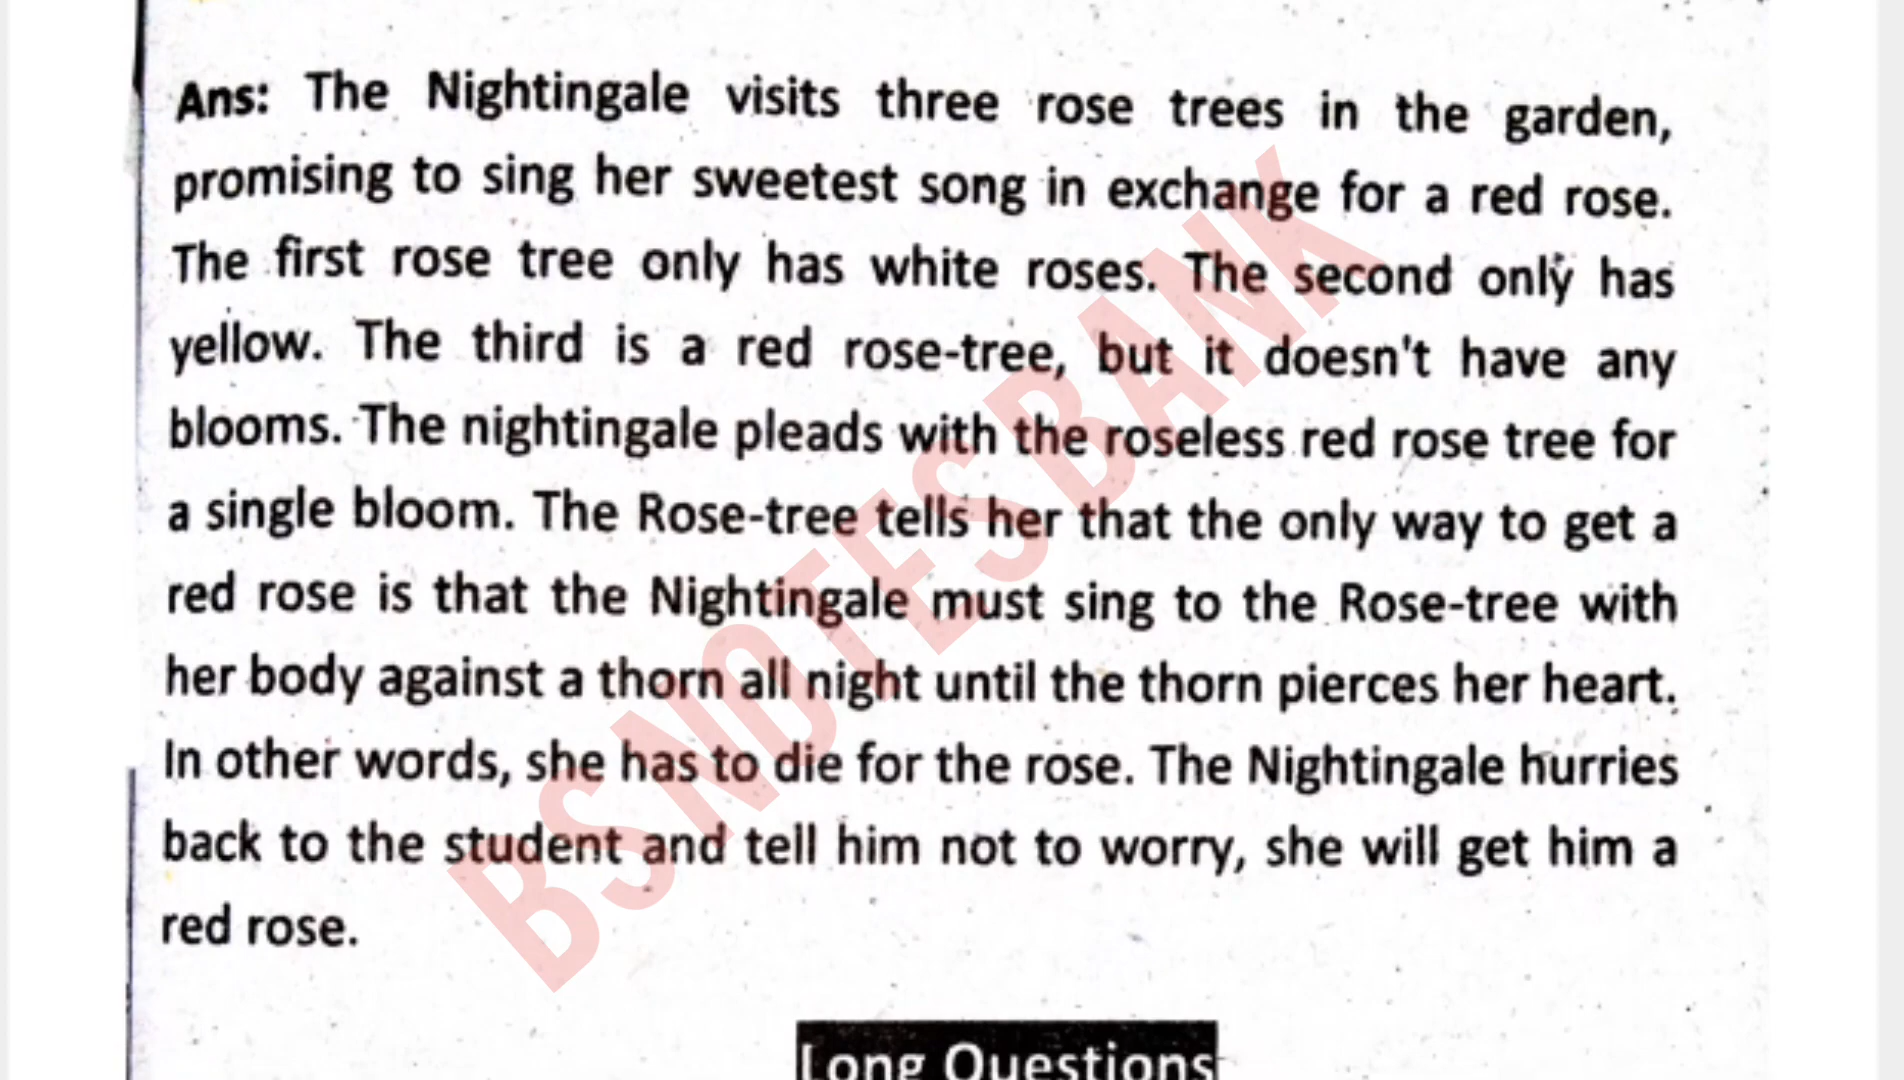 Ans: The Nightingale visits three rose trees in the garden,
promising to sing her sweetest song in exchange for a red rose.
The first rose tree only has white roses. The second only has
yellow. The third is a red rose-tree, but it doesn't have any
blooms. The nightingale pleads with the roseless red rose tree for
a single bloom. The Rose-tree tells her that the only way to get a
red rose is that the Nightingale must sing to the Rose-tree with
her body against a thorn all night until the thorn pierces her heart.
In other words, she has to die for the rose. The Nightingale hurries
back to the student and tell him not to worry, she will get him a
red rose.
Long Questions
BSNOTES BANK